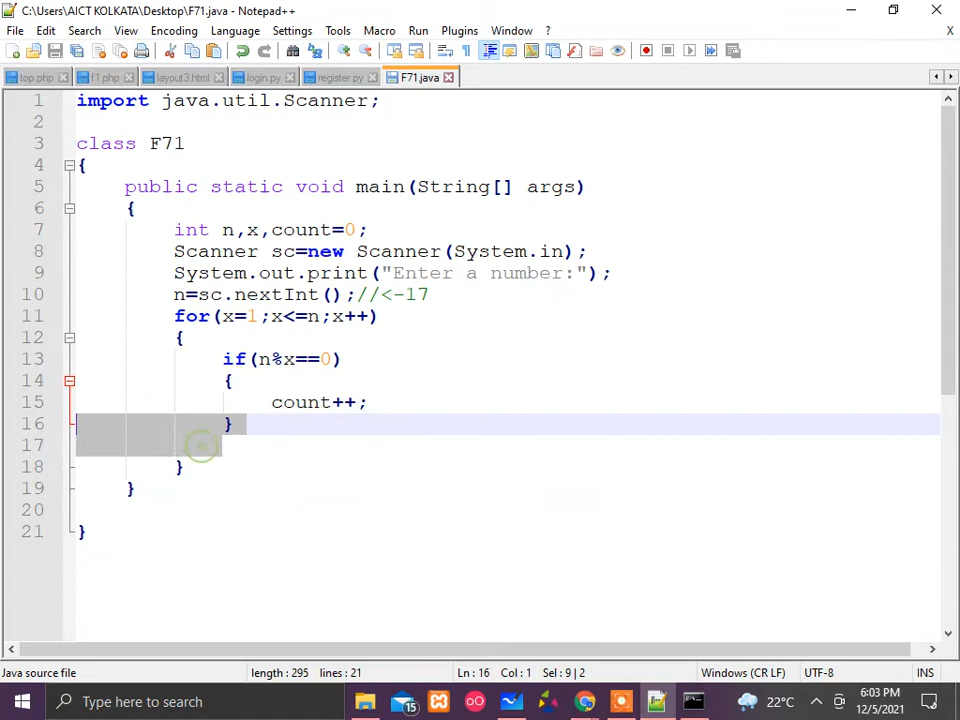 C:\Users\AICT KOLKATA\Desktop\F71.java - Notepad++
File Edit Search View Encoding Language Settings Tools Macro Run Plugins Window ? X
top php f1 php layout3.html login.py register.py F71.java
1 import java.util.Scanner;
2
3 class F71
4 {
5 public static void main(String[] args)
6 {
7 int n,x,count=0;
8 Scanner sc=new Scanner(System.in);
9 System.out.print("Enter a number:");
10 n=sc.nextInt();//<-17
11 for(x=1;x<=n;x++)
12 {
13 if(n%x==0)
14 {
15 count++;
16 }
17
18 }
19 }
20
21 }
Java source file length : 295 lines : 21 Ln : 16 Col : 1 Sel : 9 | 2 Windows (CR LF) UTF-8 INS
Type here to search 15 22°C 6:03 PM
12/5/2021